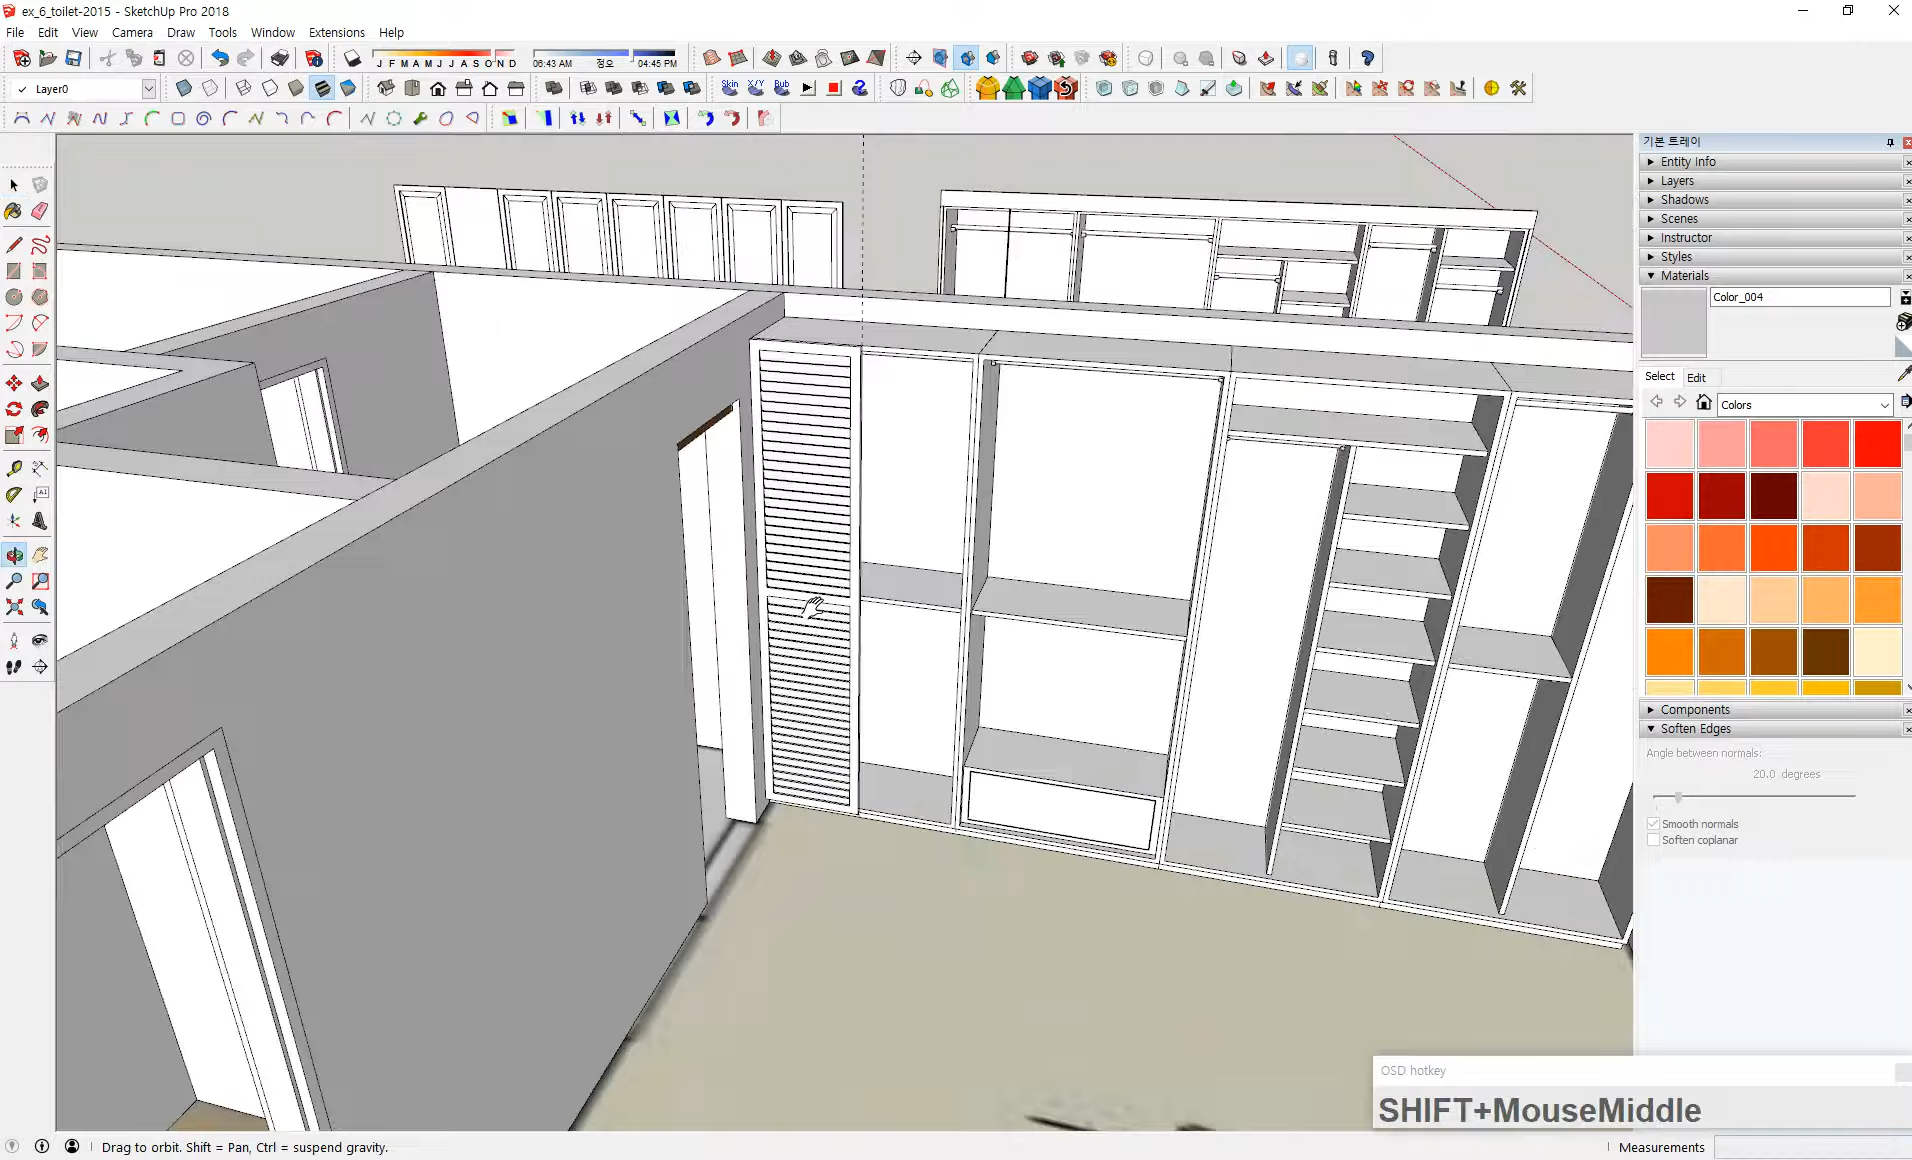 ex_6_toilet-2015 - SketchUp Pro 2018
File Edit View Camera Draw Tools Window Extensions Help
J F M A M J J A S O N D 06:43 AM 정오 04:45 PM
Layer0
Skin X/Y Bub
기본 트레이
Entity Info
Layers
Shadows
Scenes
Instructor
Styles
Materials
Color_004
Select Edit
Colors
Components
Soften Edges
Angle between normals:
20.0 degrees
Smooth normals
Soften coplanar
OSD hotkey
SHIFT+MouseMiddle
Drag to orbit. Shift = Pan, Ctrl = suspend gravity.
Measurements